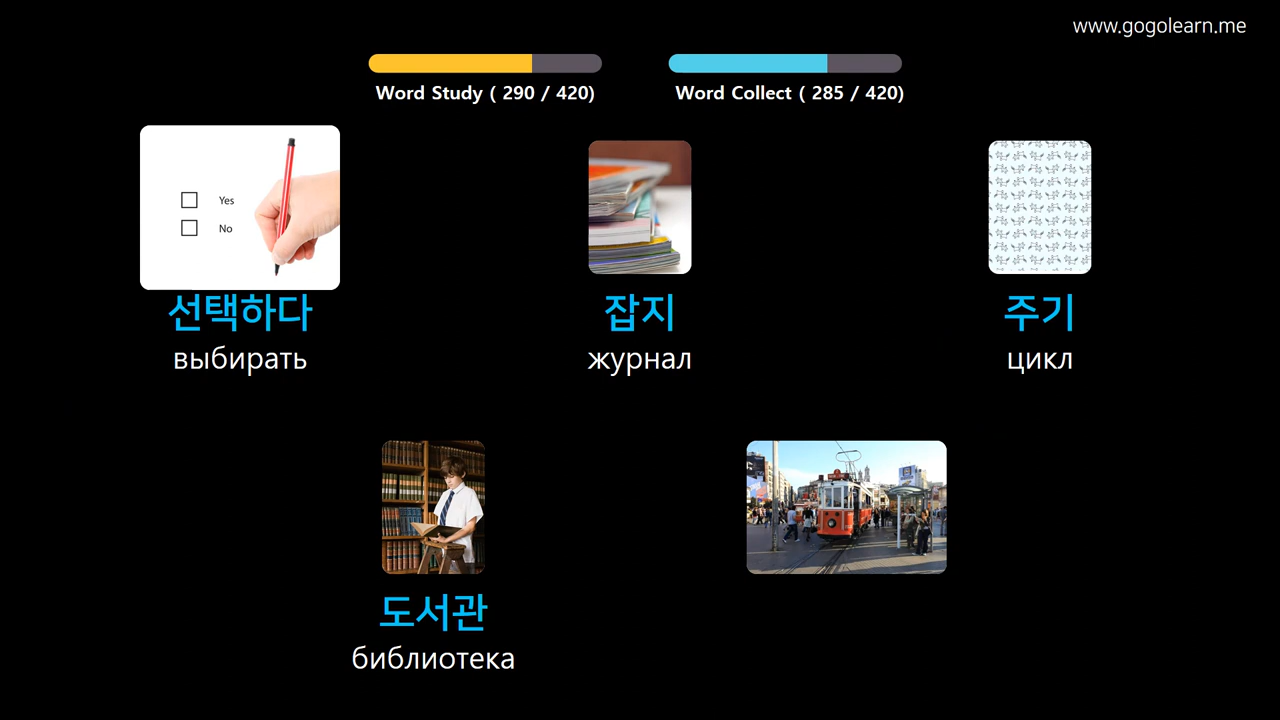 www.gogolearn.me
Word Study ( 290 / 420)
Word Collect ( 285 / 420)
Yes
No
선택하다
выбирать
잡지
журнал
주기
цикл
도서관
библиотека